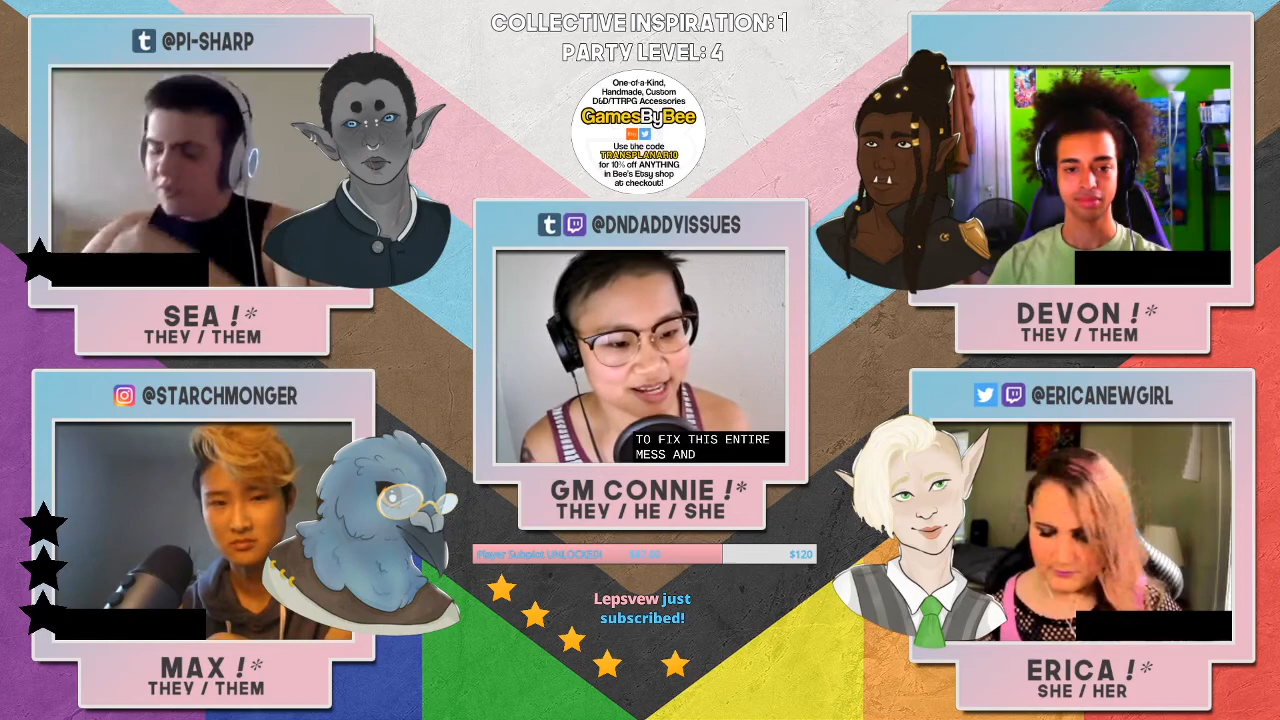 COLLECTIVE INSPIRATION: 1
PARTY LEVEL: 4
t @PI-SHARP
SEA !*
THEY / THEM
One-of-a-Kind,
Handmade, Custom
D&D/TTRPG Accessories
GamesByBee
Etsy
Use the code
TRANSPLANAR10
for 10% off ANYTHING
in Bee's Etsy shop
at checkout!
DEVON !*
THEY / THEM
t @DNDADDYISSUES
TO FIX THIS ENTIRE
MESS AND
GM CONNIE !*
THEY / HE / SHE
@STARCHMONGER
MAX !*
THEY / THEM
@ERICANEWGIRL
ERICA !*
SHE / HER
Player Subplot UNLOCKED! $120
Lepsvew just
subscribed!